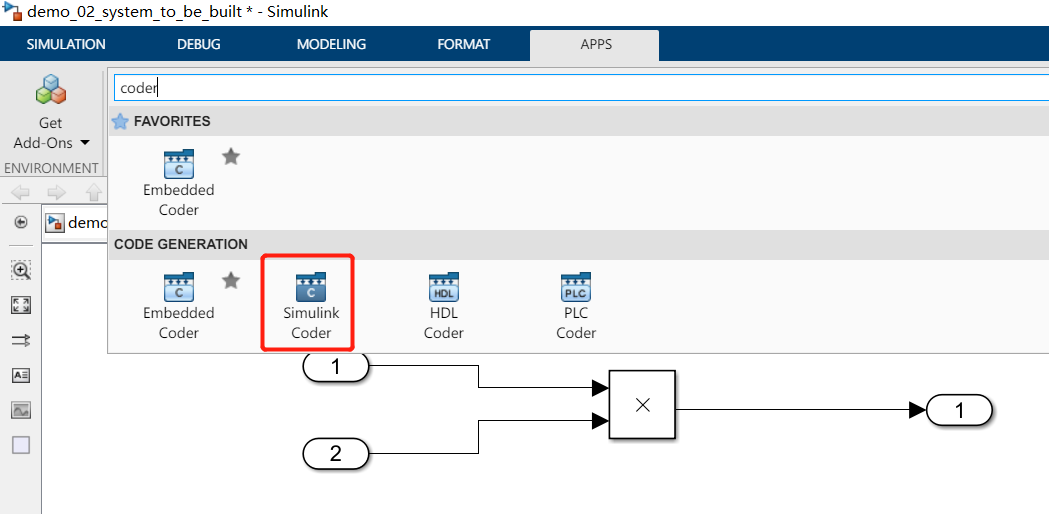 demo_02_system_to_be_built * - Simulink
SIMULATION
DEBUG
MODELING
FORMAT
APPS
coder
Get
Add-Ons
ENVIRONMENT
FAVORITES
C
Embedded
Coder
CODE GENERATION
C
Embedded
Coder
C
Simulink
Coder
HDL
HDL
Coder
PLC
PLC
Coder
demo
A
1
2
×
1